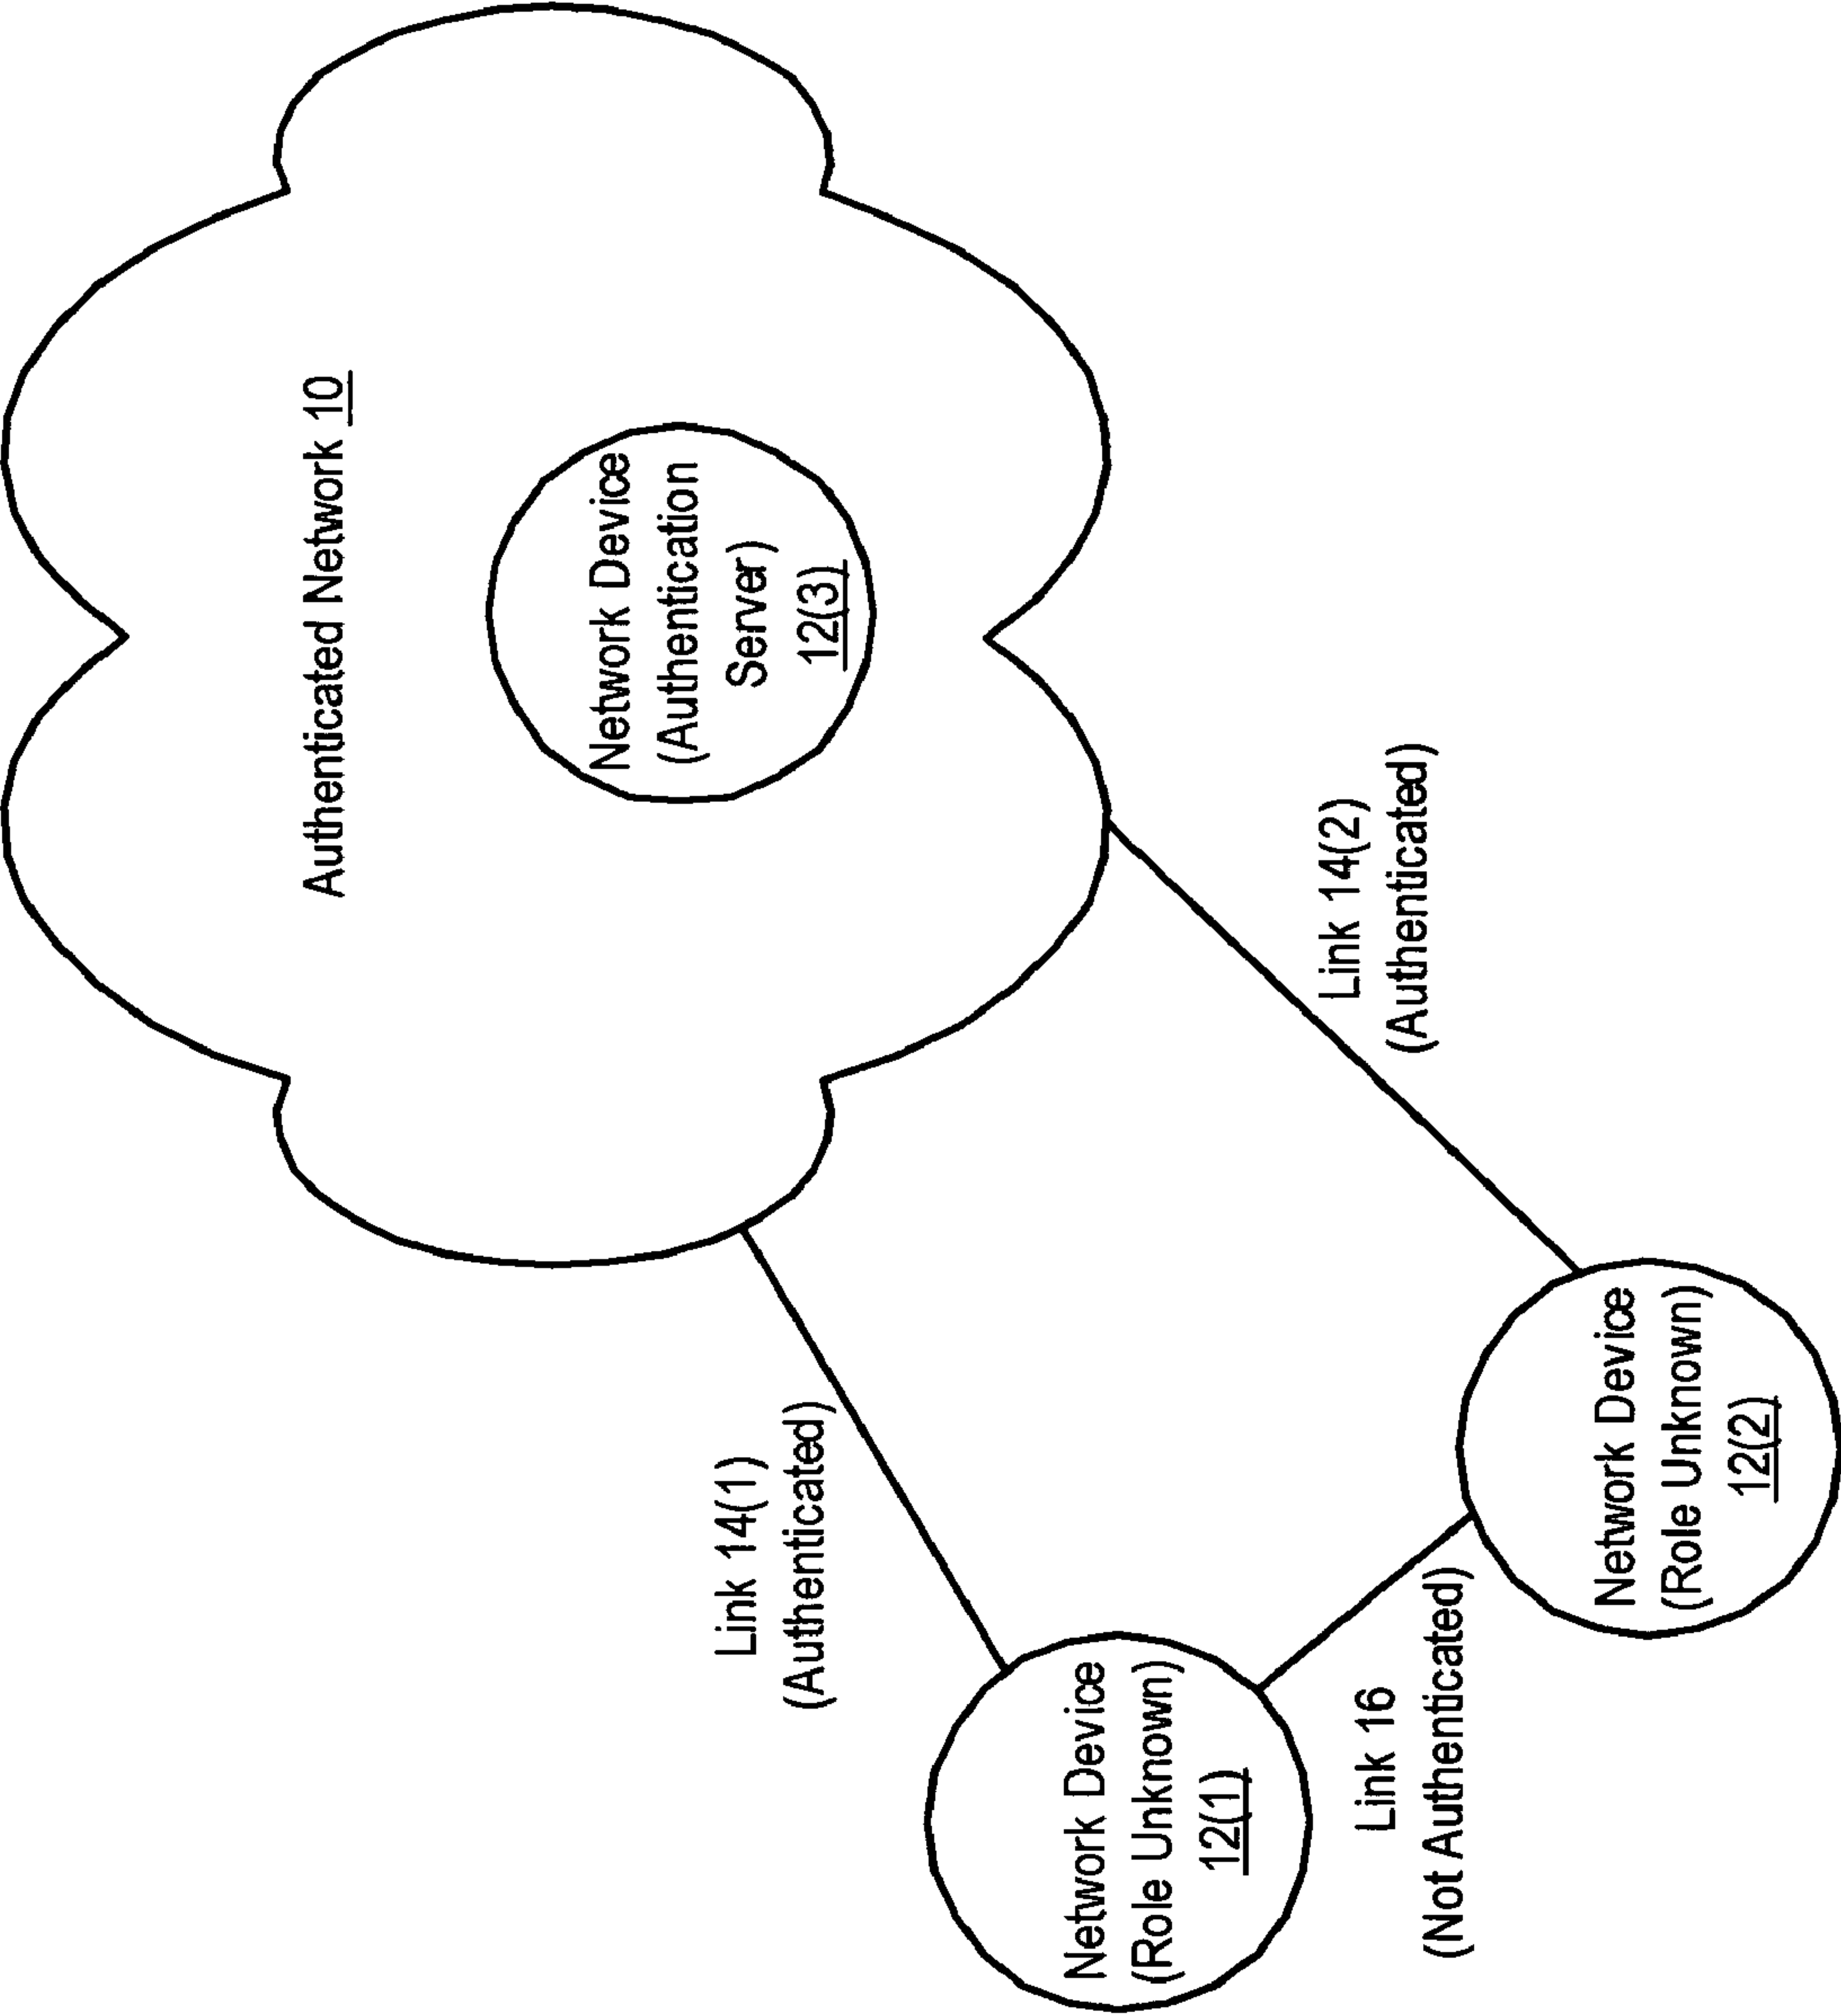 Authenticated Network 10
Network Device
(Authentication
Server)
12(3)
Link 14(1)
(Authenticated)
Link 14(2)
(Authenticated)
Network Device
(Role Unknown)
12(1)
Link 16
(Not Authenticated)
Network Device
(Role Unknown)
12(2)